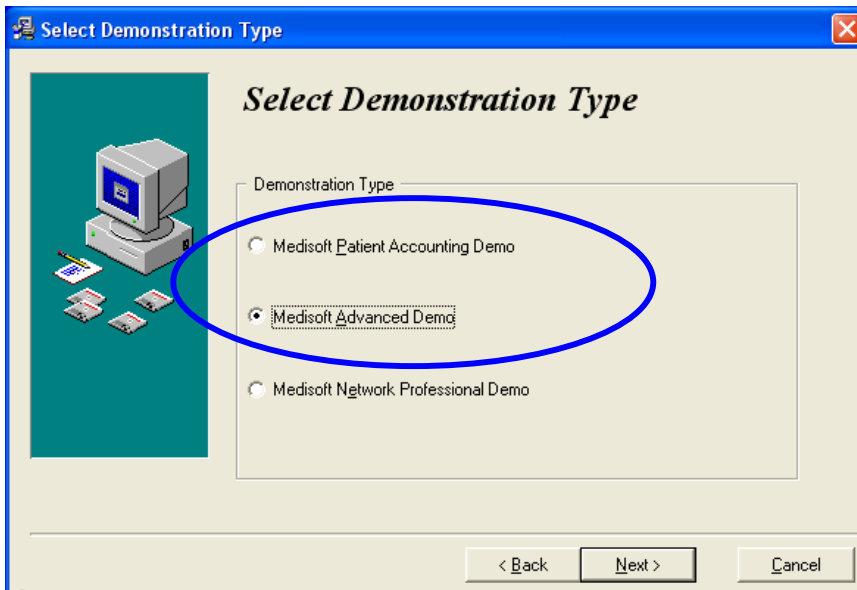 Select Demonstration Type
Select Demonstration Type
Demonstration Type
Medisoft Patient Accounting Demo
Medisoft Advanced Demo
Medisoft Network Professional Demo
< Back Next > Cancel